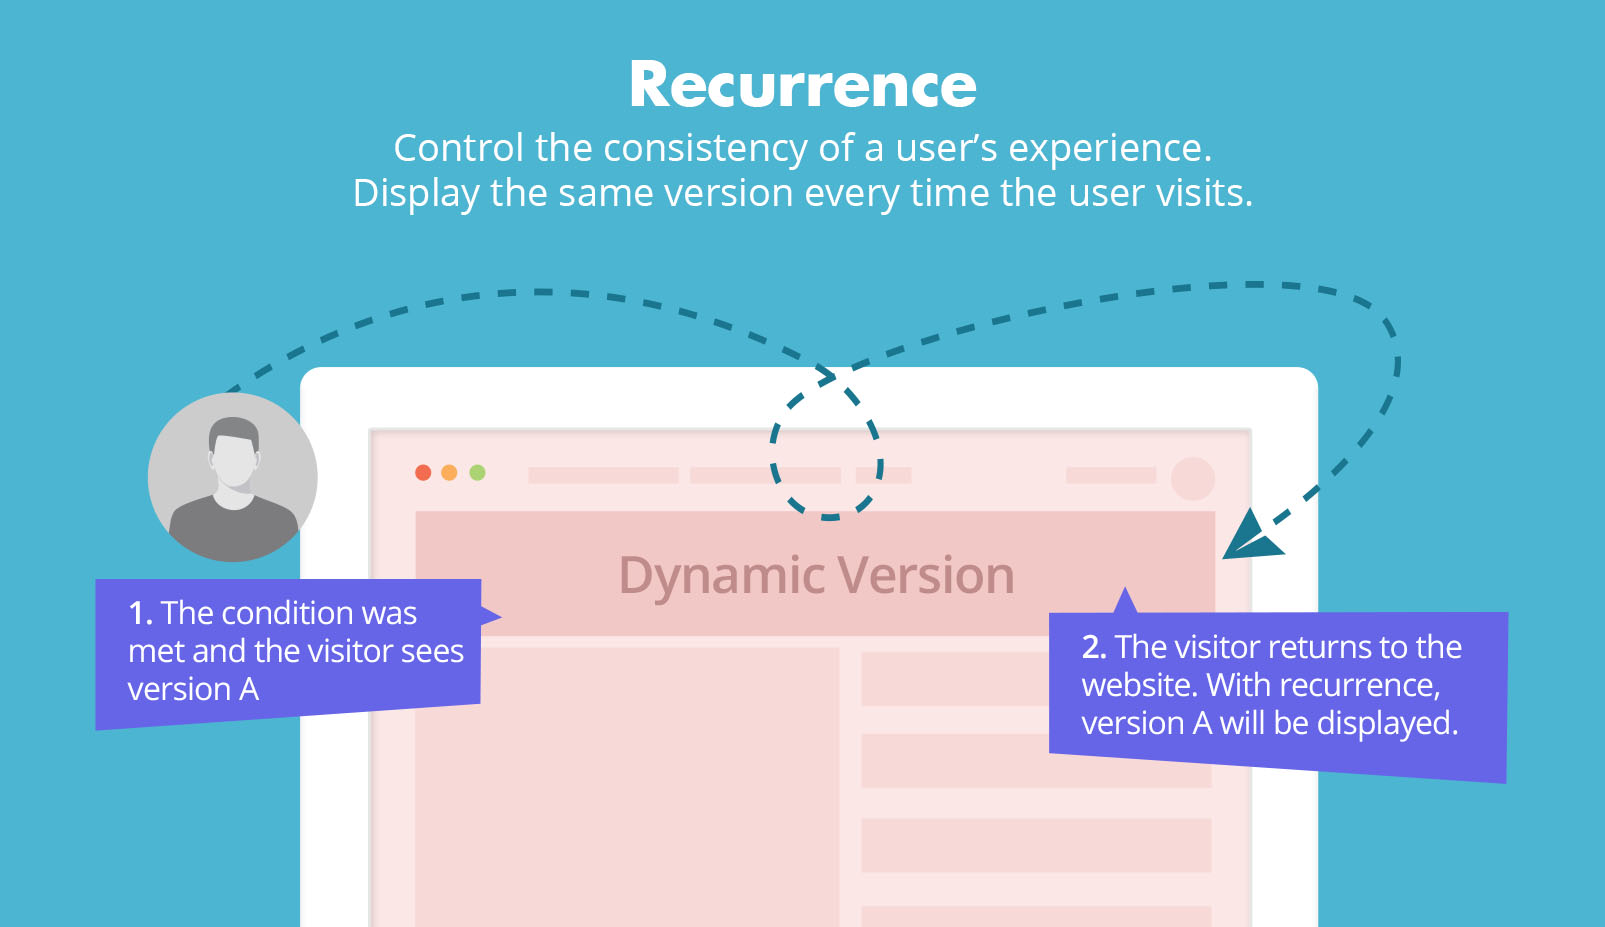 Recurrence
Control the consistency of a user’s experience.
Display the same version every time the user visits.
Dynamic Version
1. The condition was
met and the visitor sees
version A
2. The visitor returns to the
website. With recurrence,
version A will be displayed.